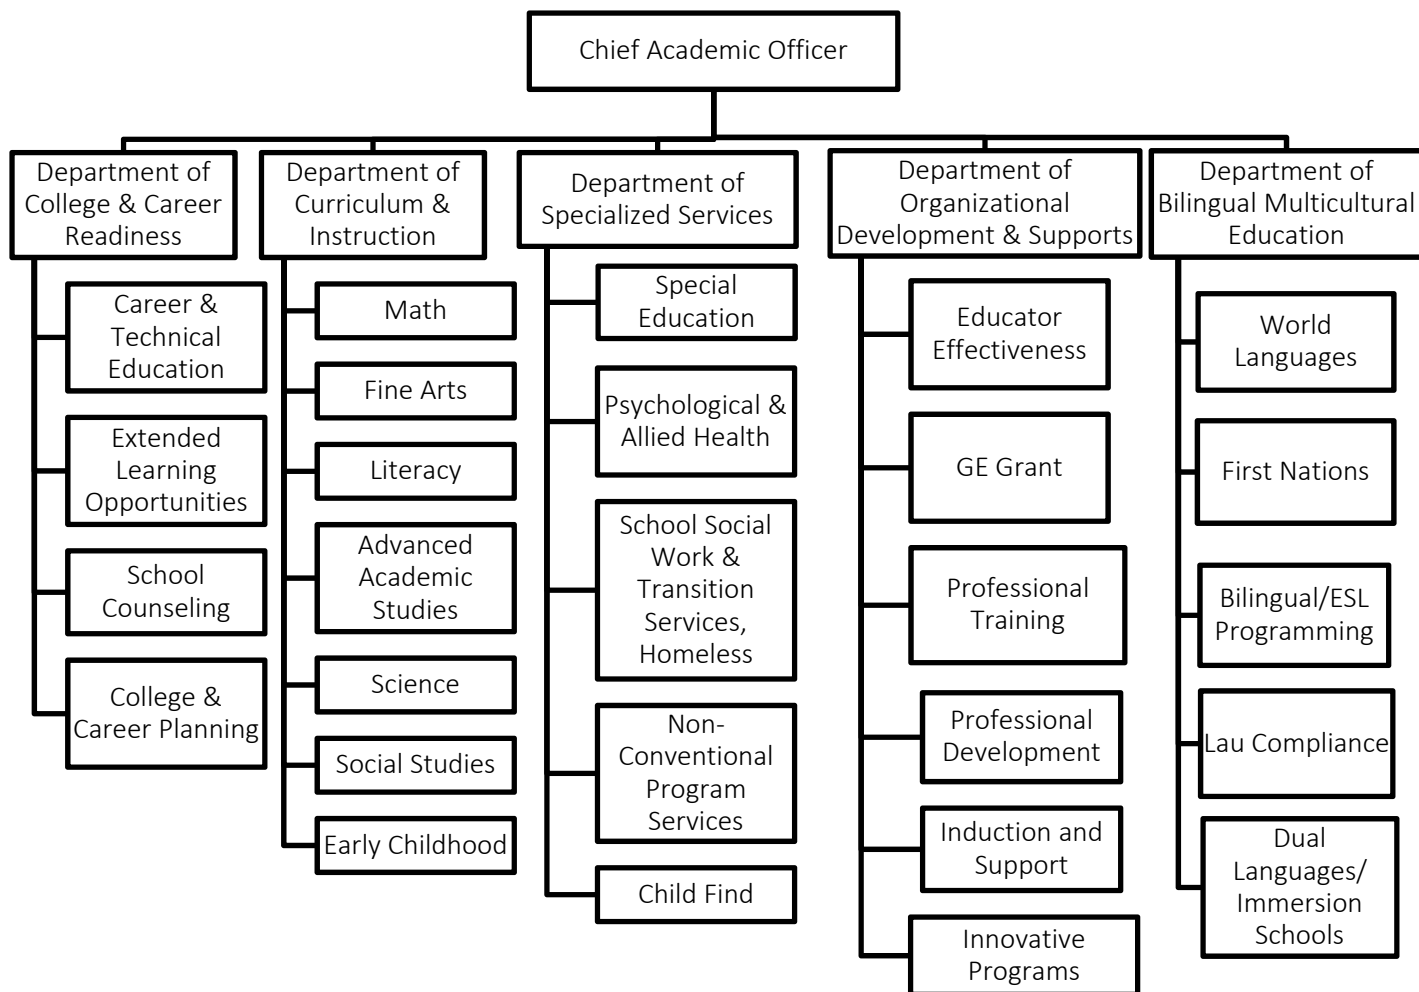 Chief Academic Officer
Department of
College & Career
Readiness
Career &
Technical
Education
Extended
Learning
Opportunities
School
Counseling
College &
Career Planning
Department of
Curriculum &
Instruction
Math
Fine Arts
Literacy
Advanced
Academic
Studies
Science
Social Studies
Early Childhood
Department of
Specialized Services
Special
Education
Psychological &
Allied Health
School Social
Work &
Transition
Services,
Homeless
Non-
Conventional
Program
Services
Child Find
Department of
Organizational
Development & Supports
Educator
Effectiveness
GE Grant
Professional
Training
Professional
Development
Induction and
Support
Innovative
Programs
Department of
Bilingual Multicultural
Education
World
Languages
First Nations
Bilingual/ESL
Programming
Lau Compliance
Dual
Languages/
Immersion
Schools